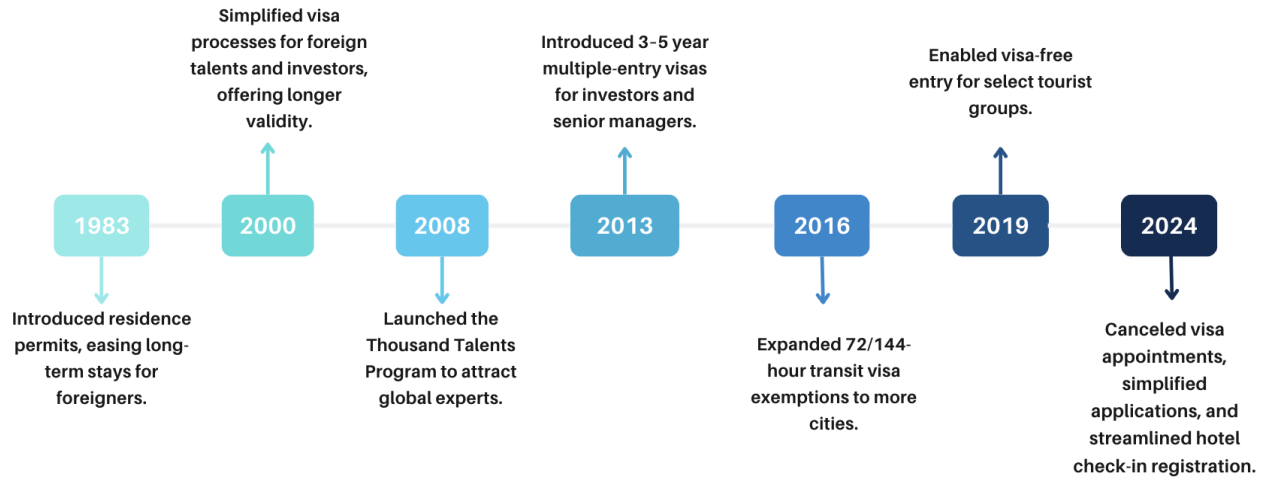 Simplified visa
processes for foreign
talents and investors,
offering longer
validity.
Introduced 3–5 year
multiple-entry visas
for investors and
senior managers.
Enabled visa-free
entry for select tourist
groups.
1983
2000
2008
2013
2016
2019
2024
Introduced residence
permits, easing long-
term stays for
foreigners.
Launched the
Thousand Talents
Program to attract
global experts.
Expanded 72/144-
hour transit visa
exemptions to more
cities.
Canceled visa
appointments,
simplified
applications, and
streamlined hotel
check-in registration.